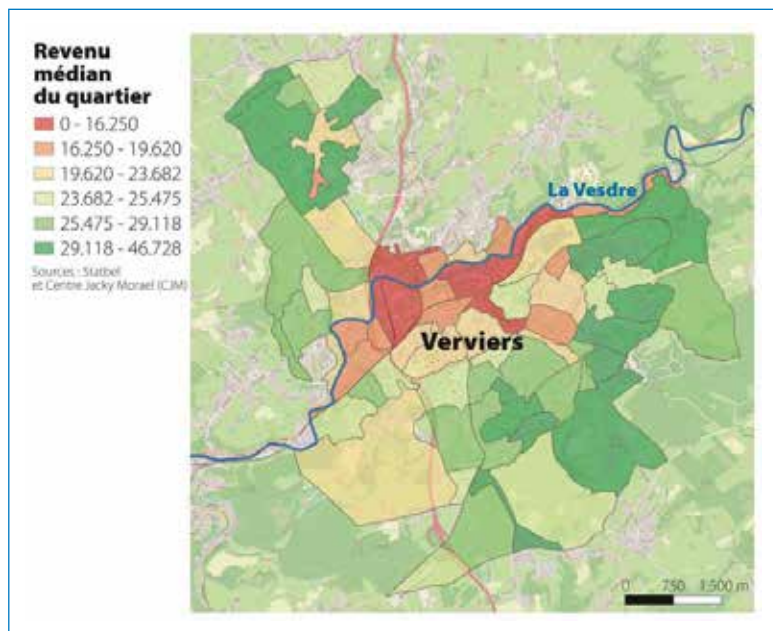 Revenu
médian
du quartier
0 - 16.250
16.250 - 19.620
19.620 - 23.682
23.682 - 25.475
25.475 - 29.118
29.118 - 46.728
Sources : Statbel
et Centre Jacky Morael (CJM)
La Vesdre
Verviers
0 750 1.500 m